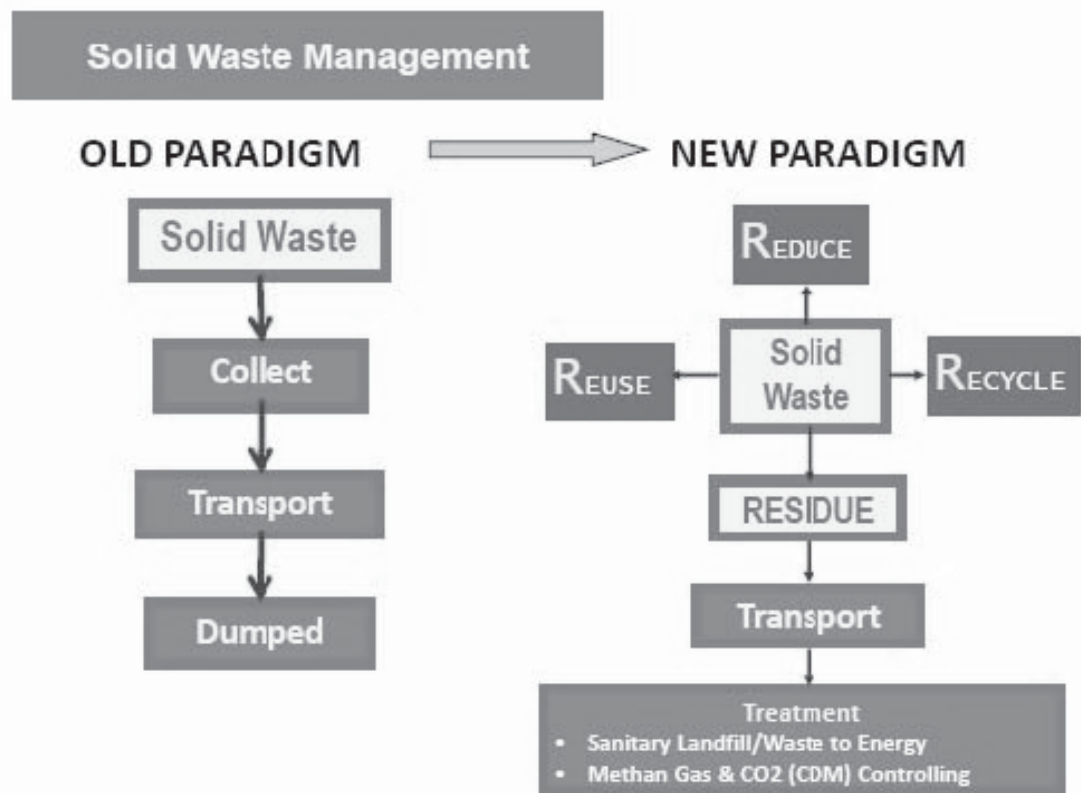 Solid Waste Management
OLD PARADIGM
NEW PARADIGM
Solid Waste
Collect
Transport
Dumped
REDUCE
REUSE
Solid
Waste
RECYCLE
RESIDUE
Transport
Treatment
• Sanitary Landfill/Waste to Energy
• Methan Gas & CO2 (CDM) Controlling